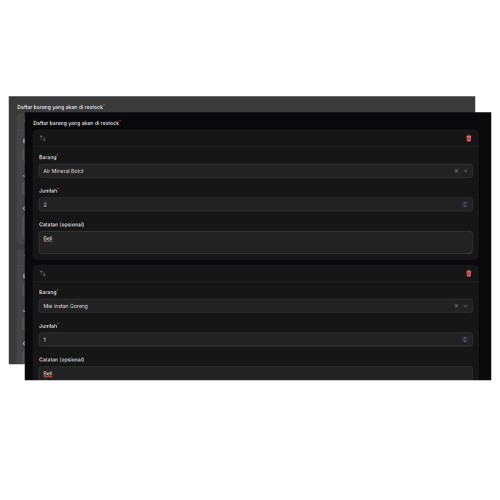 Daftar barang yang akan di restock*
Daftar barang yang akan di restock*
Barang*
Air Mineral Botol
Jumlah*
2
Catatan (opsional)
Beli
Barang*
Mie Instan Goreng
Jumlah*
1
Catatan (opsional)
Beli